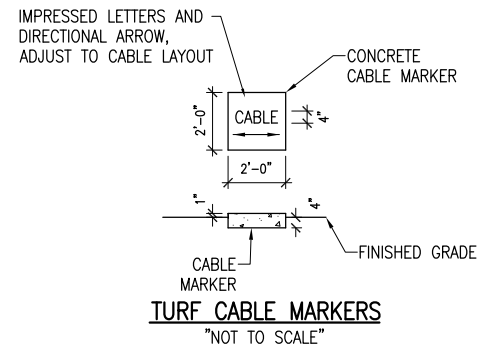 IMPRESSED LETTERS AND
DIRECTIONAL ARROW,
ADJUST TO CABLE LAYOUT
CONCRETE
CABLE MARKER
CABLE
2'-0"
4"
2'-0"
1"
4"
FINISHED GRADE
CABLE
MARKER
TURF CABLE MARKERS
"NOT TO SCALE"